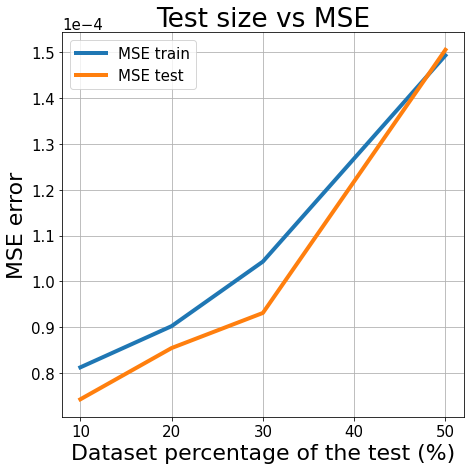 Test size vs MSE
1e−4
MSE train
MSE test
1.5
1.4
1.3
1.2
1.1
1.0
0.9
0.8
MSE error
10 20 30 40 50
Dataset percentage of the test (%)